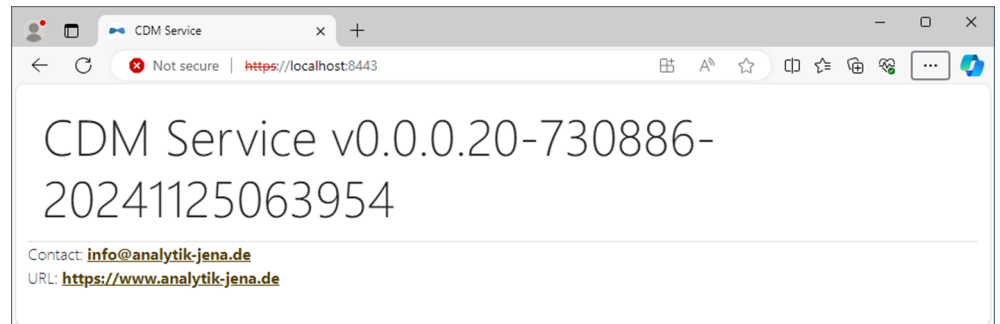 CDM Service
Not secure | https://localhost:8443
CDM Service v0.0.0.20-730886-
20241125063954
Contact: info@analytik-jena.de
URL: https://www.analytik-jena.de